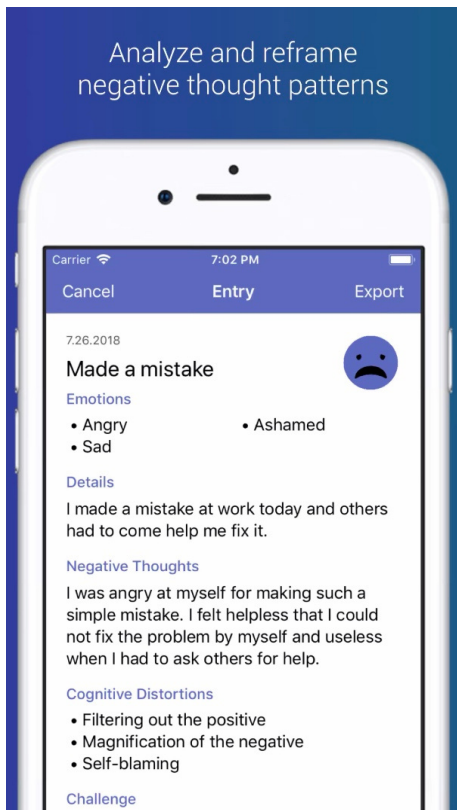 Analyze and reframe
negative thought patterns
Carrier 7:02 PM
Cancel Entry Export
7.26.2018
Made a mistake
Emotions
• Angry • Ashamed
• Sad
Details
I made a mistake at work today and others
had to come help me fix it.
Negative Thoughts
I was angry at myself for making such a
simple mistake. I felt helpless that I could
not fix the problem by myself and useless
when I had to ask others for help.
Cognitive Distortions
• Filtering out the positive
• Magnification of the negative
• Self-blaming
Challenge